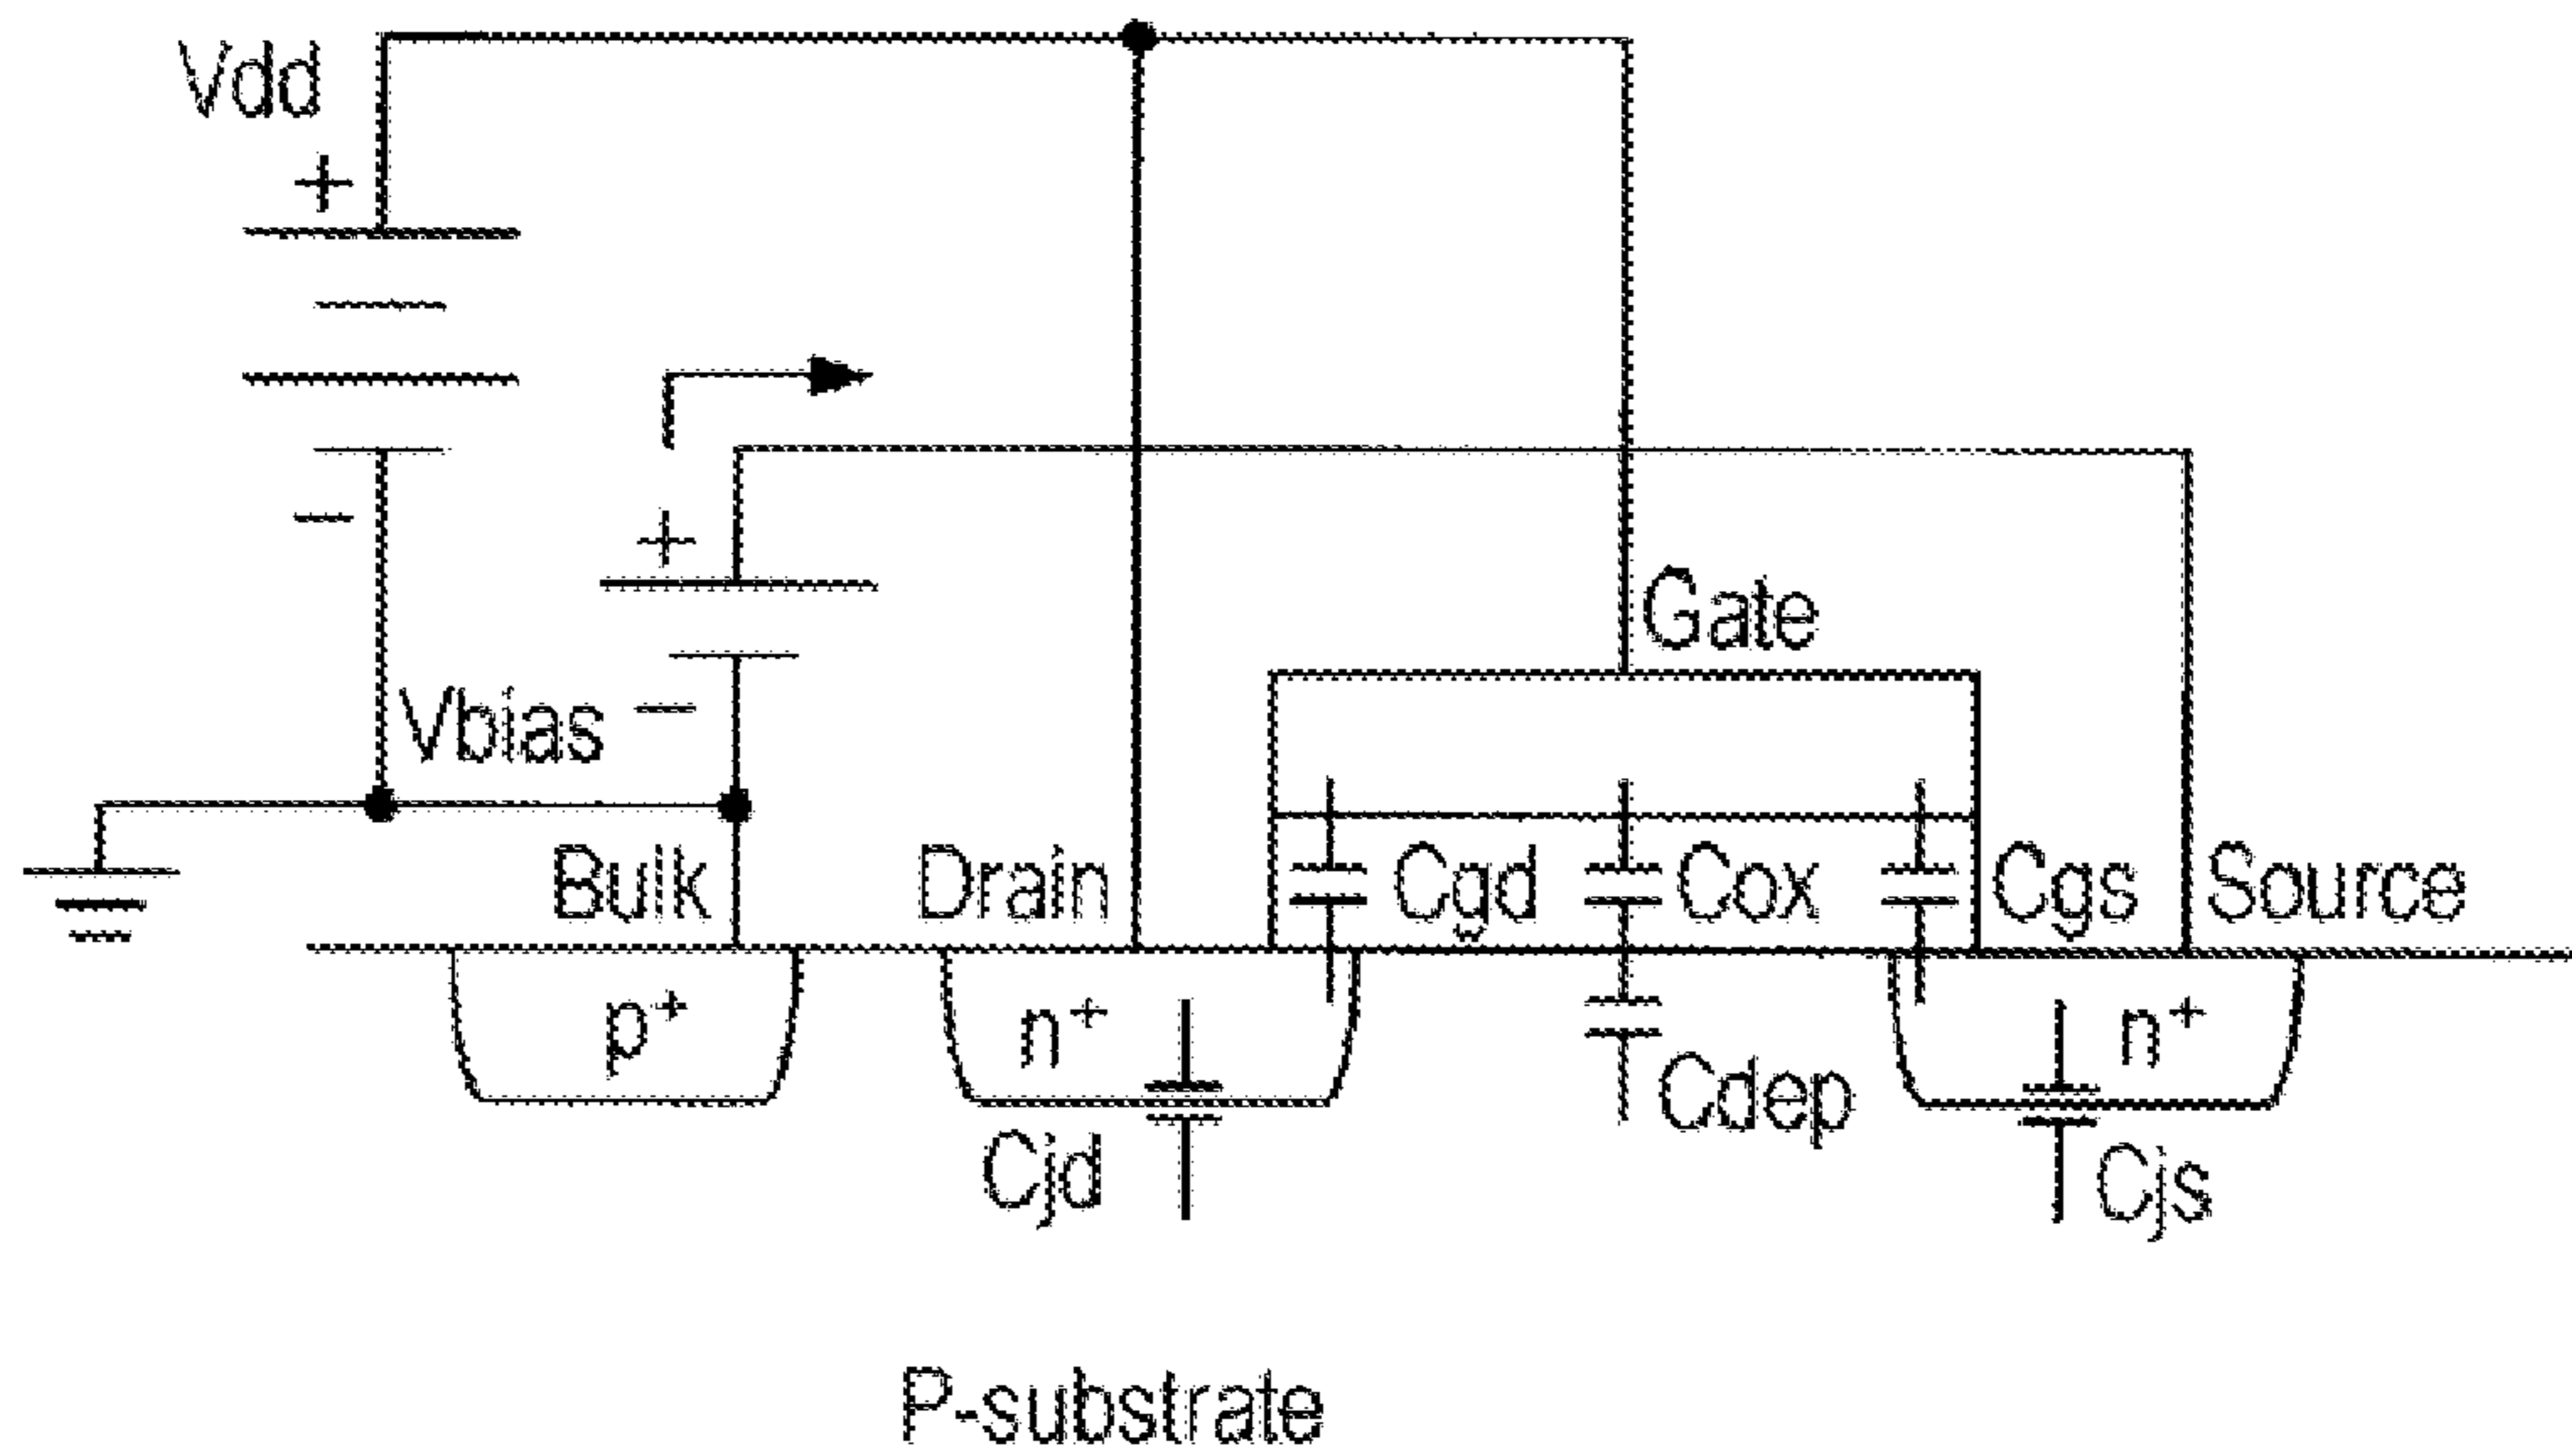 Vdd
+
−
+
Gate
Vbias −
Bulk Drain Cgd Cox Cgs Source
p+ n+ n+
Cdep
Cjd Cjs
P-substrate